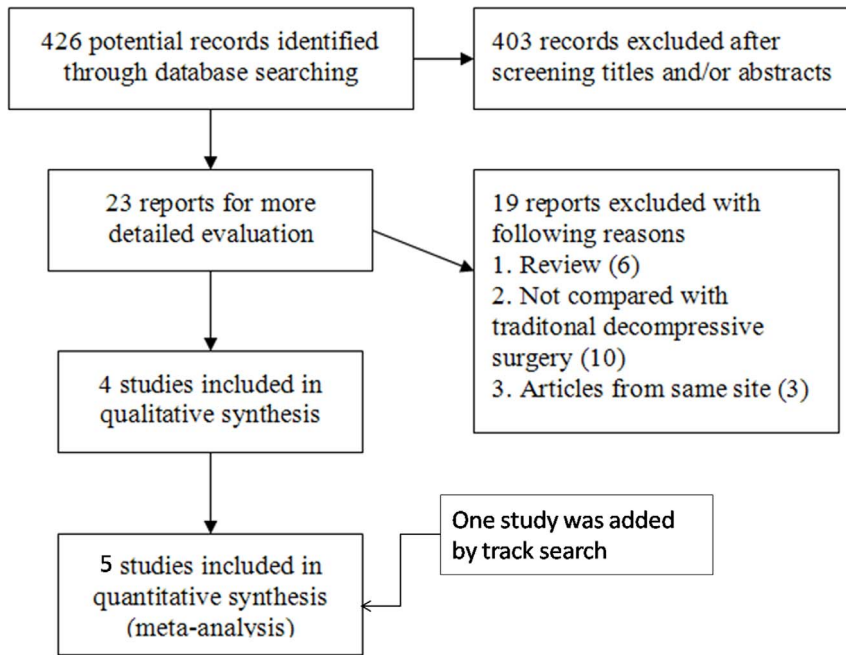 426 potential records identified
through database searching
403 records excluded after
screening titles and/or abstracts
23 reports for more
detailed evaluation
19 reports excluded with
following reasons
1. Review (6)
2. Not compared with
traditonal decompressive
surgery (10)
3. Articles from same site (3)
4 studies included in
qualitative synthesis
One study was added
by track search
5 studies included in
quantitative synthesis
(meta-analysis)